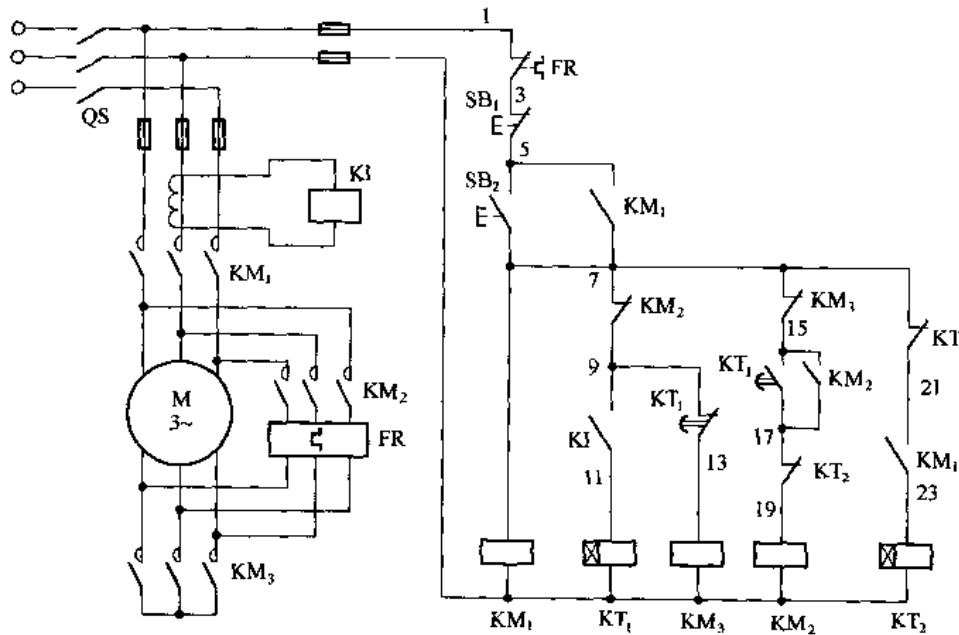 1
FR
3
SB₁
QS
5
KI
SB₂
KM₁
KM₁
7
KM₂
KM₃
15
KT
9
KT₁
KM₂
M
3~
KM₂
KT₁
21
FR
KI
17
11
13
KT₂
KM₁
19
23
KM₃
KM₁
KT₁
KM₃
KM₂
KT₂